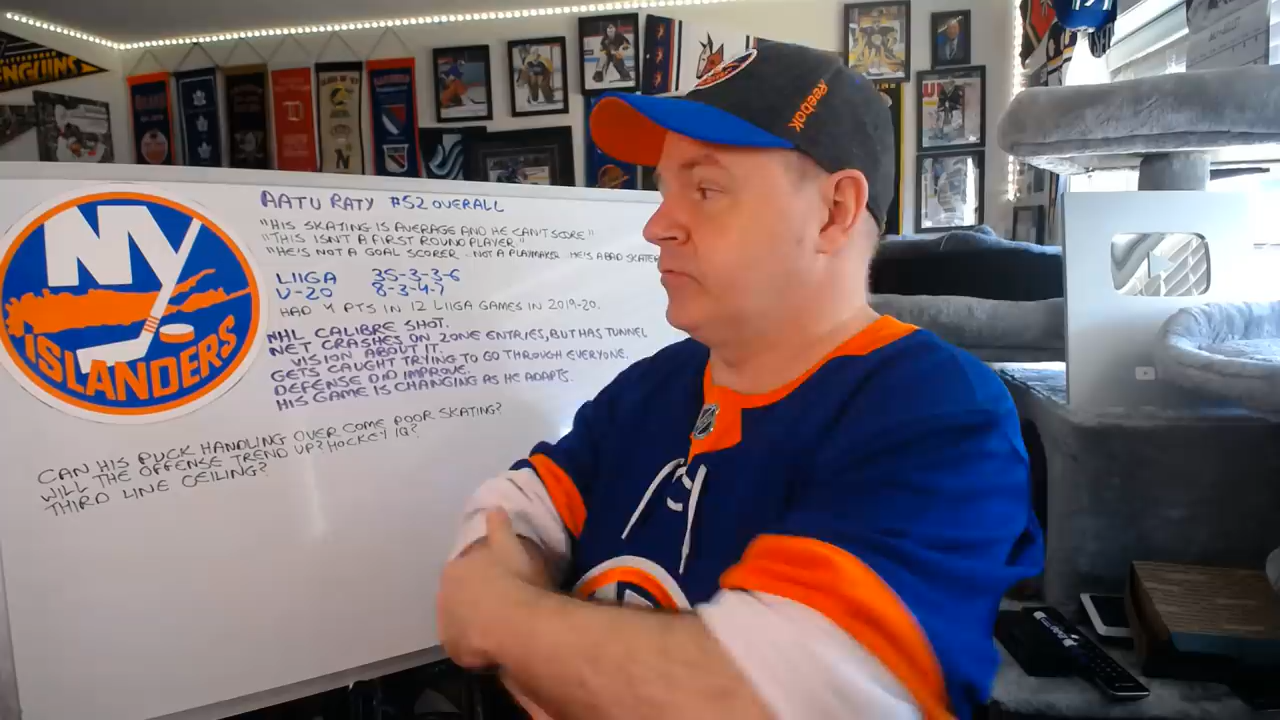 PENGUINS
Reebok
NY
ISLANDERS
AATU RATY #52 OVERALL
"HIS SKATING IS AVERAGE AND HE CAN'T SCORE"
"THIS ISN'T A FIRST ROUND PLAYER."
"HE'S NOT A GOAL SCORER.. NOT A PLAYMAKER. HE'S A BAD SKATER
LIIGA 35-3-3-6
U-20 8-3-4-7
HAD 4 PTS IN 12 LIIGA GAMES IN 2019-20.
NHL CALIBRE SHOT.
NET CRASHES ON ZONE ENTRIES, BUT HAS TUNNEL
VISION ABOUT IT.
GETS CAUGHT TRYING TO GO THROUGH EVERYONE.
DEFENSE DID IMPROVE.
HIS GAME IS CHANGING AS HE ADAPTS.
CAN HIS PUCK HANDLING OVER COME POOR SKATING?
WILL THE OFFENSE TREND UP? HOCKEY IQ?
THIRD LINE CEILING?